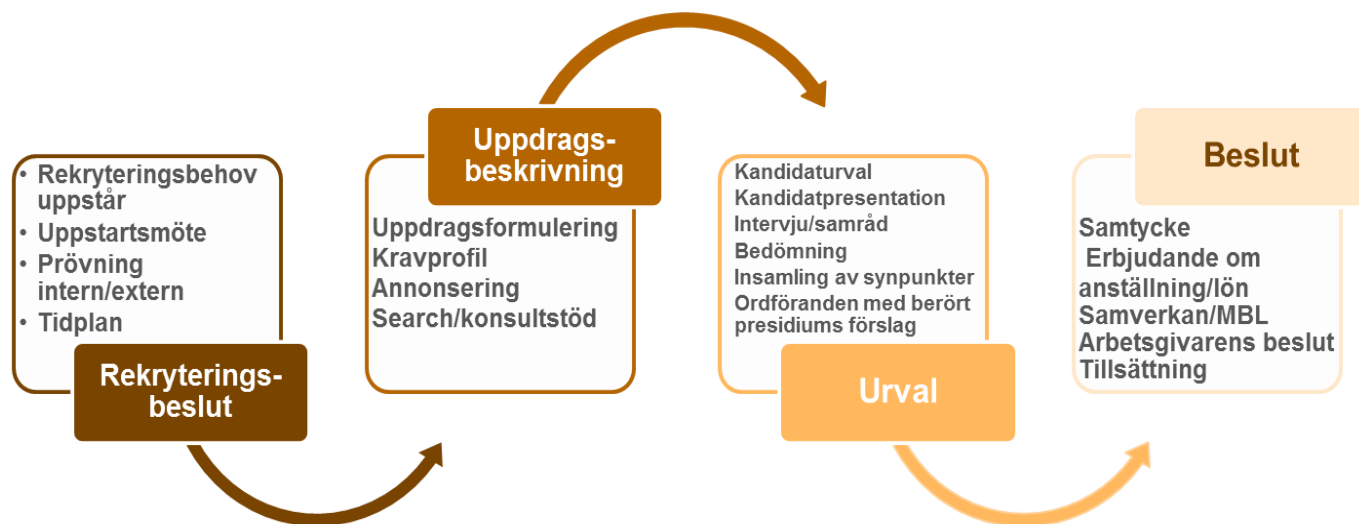 • Rekryteringsbehov
uppstår
• Uppstartsmöte
• Prövning
intern/extern
• Tidplan
Rekryterings-
beslut
Uppdrags-
beskrivning
Uppdragsformulering
Kravprofil
Annonsering
Search/konsultstöd
Kandidaturval
Kandidatpresentation
Intervju/samråd
Bedömning
Insamling av synpunkter
Ordföranden med berört
presidiums förslag
Urval
Beslut
Samtycke
Erbjudande om
anställning/lön
Samverkan/MBL
Arbetsgivarens beslut
Tillsättning